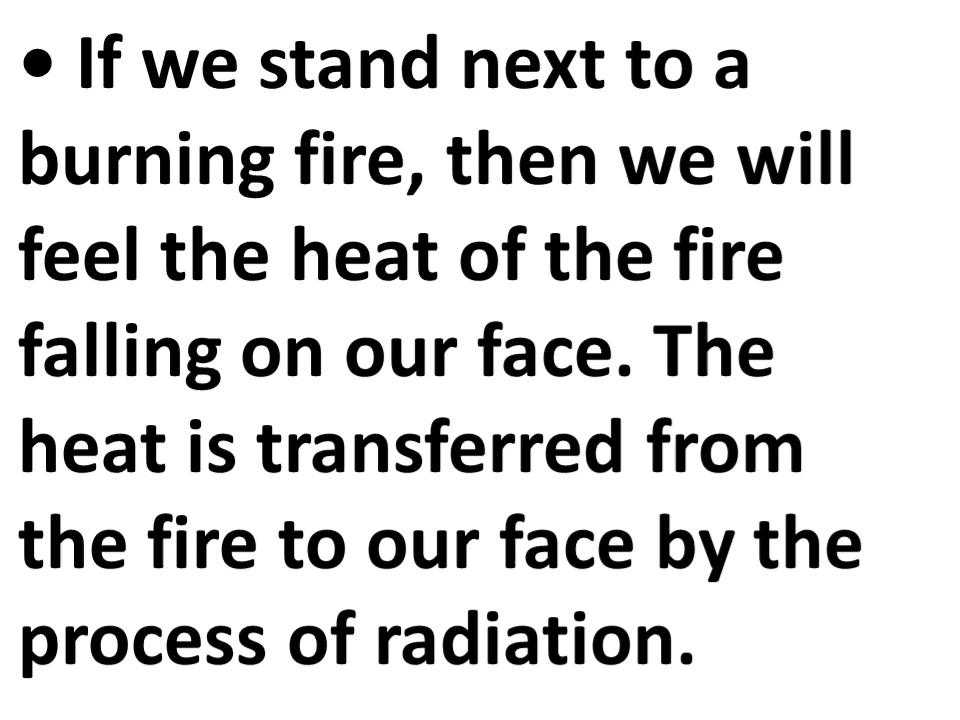 • If we stand next to a
burning fire, then we will
feel the heat of the fire
falling on our face. The
heat is transferred from
the fire to our face by the
process of radiation.